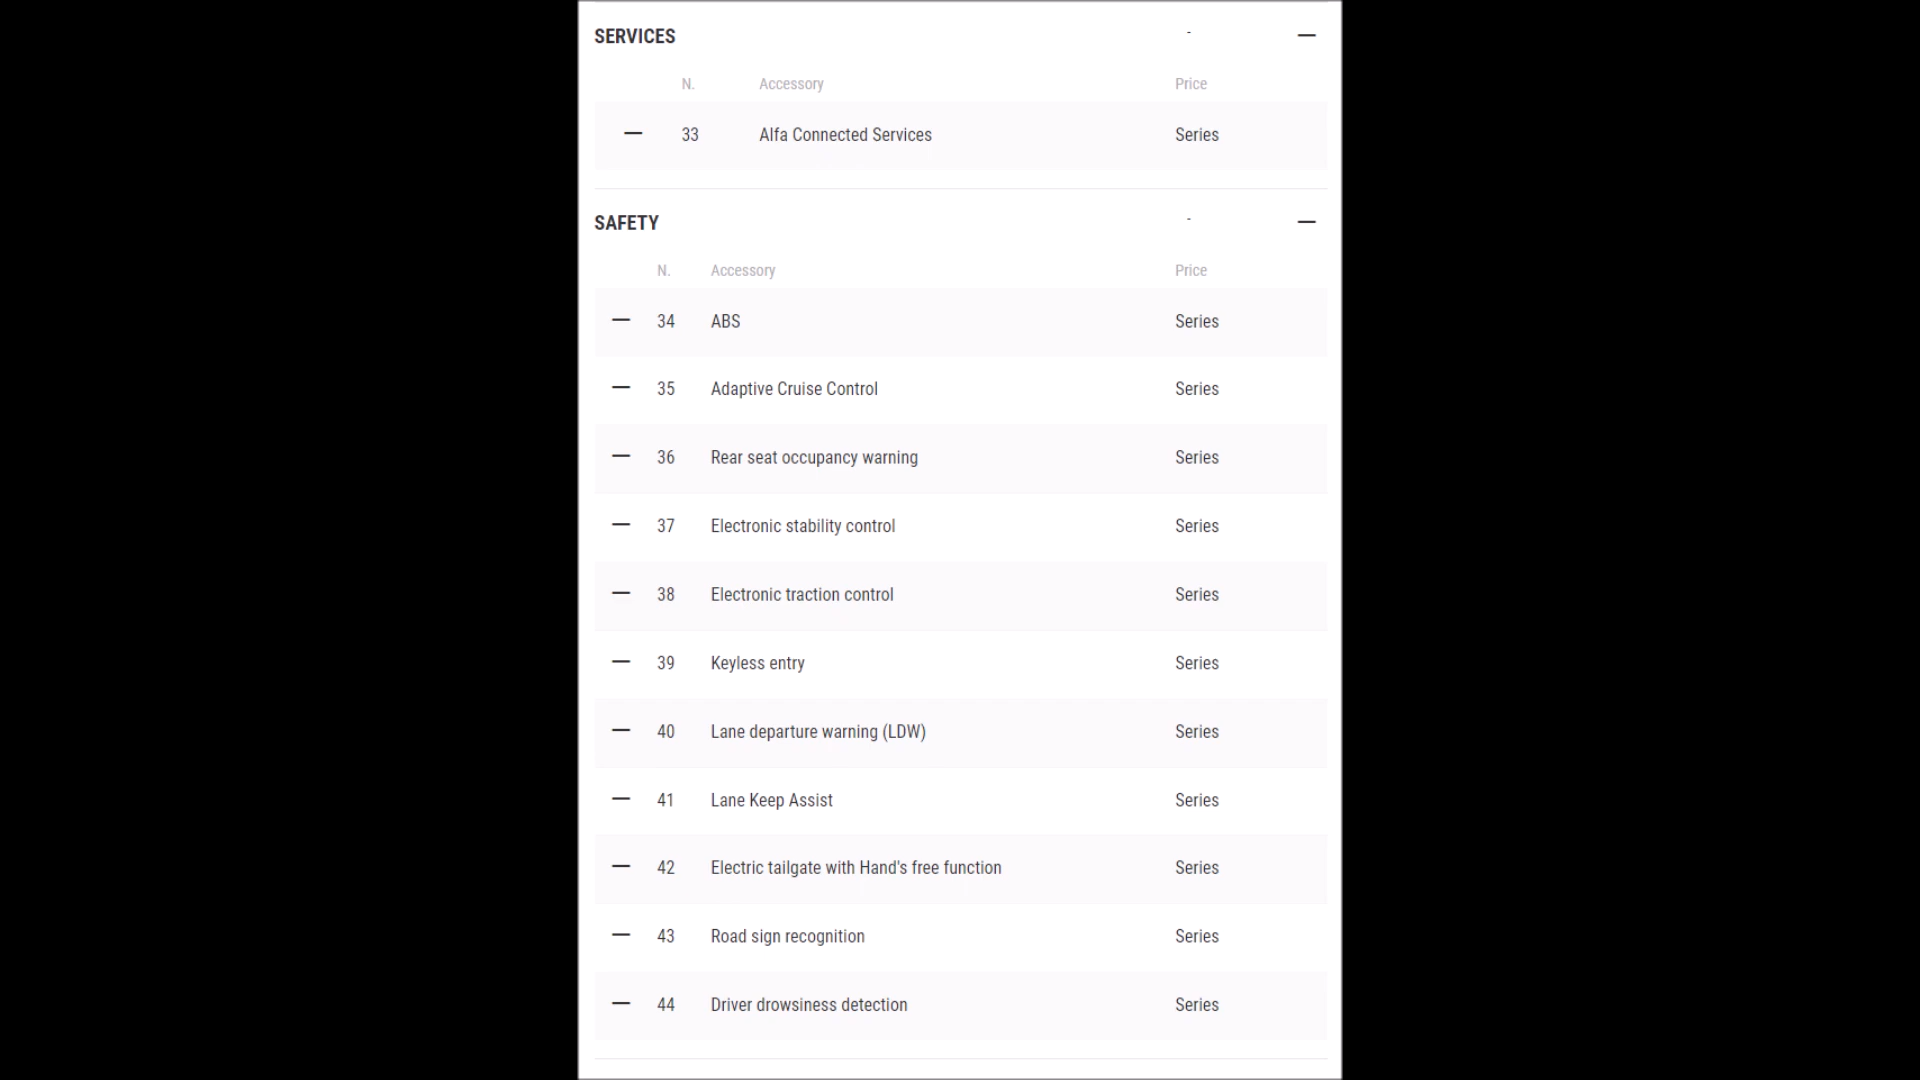 SERVICES -
N. Accessory Price
33 Alfa Connected Services Series
SAFETY -
N. Accessory Price
34 ABS Series
35 Adaptive Cruise Control Series
36 Rear seat occupancy warning Series
37 Electronic stability control Series
38 Electronic traction control Series
39 Keyless entry Series
40 Lane departure warning (LDW) Series
41 Lane Keep Assist Series
42 Electric tailgate with Hand's free function Series
43 Road sign recognition Series
44 Driver drowsiness detection Series